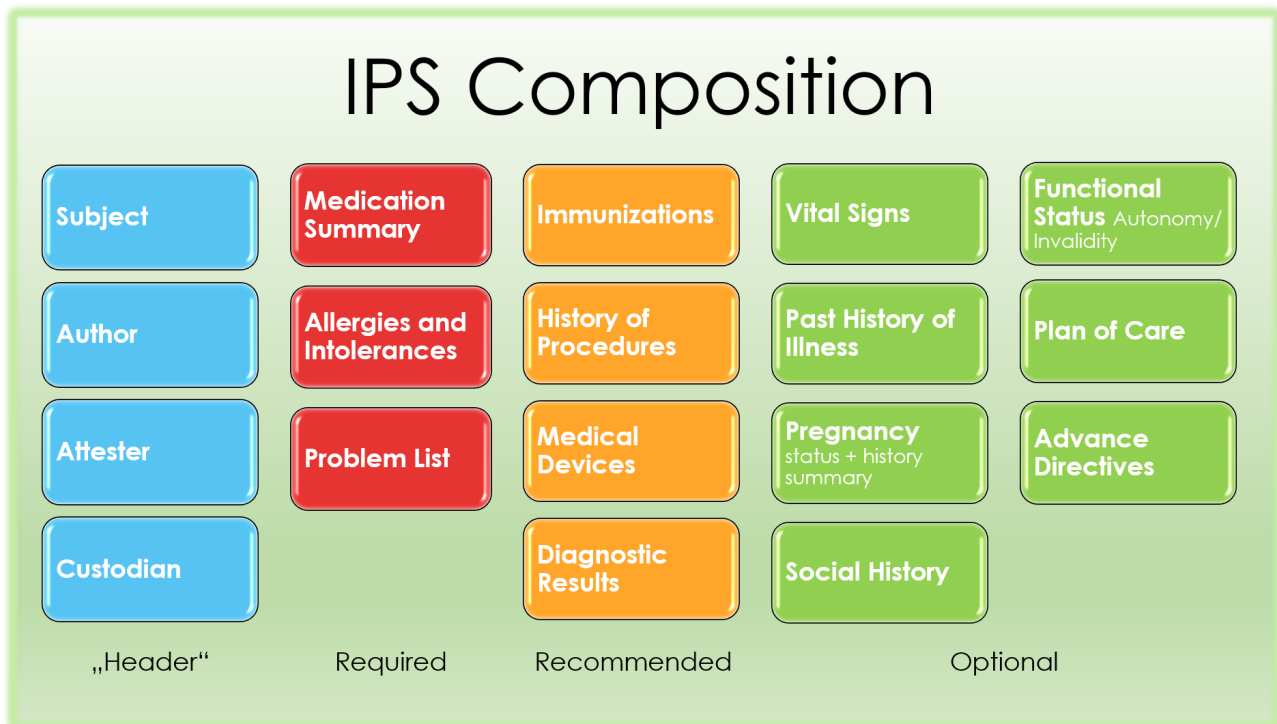 IPS Composition
Subject
Author
Attester
Custodian
„Header“
Medication
Summary
Allergies and
Intolerances
Problem List
Required
Immunizations
History of
Procedures
Medical
Devices
Diagnostic
Results
Recommended
Vital Signs
Past History of
Illness
Pregnancy
status + history
summary
Social History
Functional
Status Autonomy/
Invalidity
Plan of Care
Advance
Directives
Optional